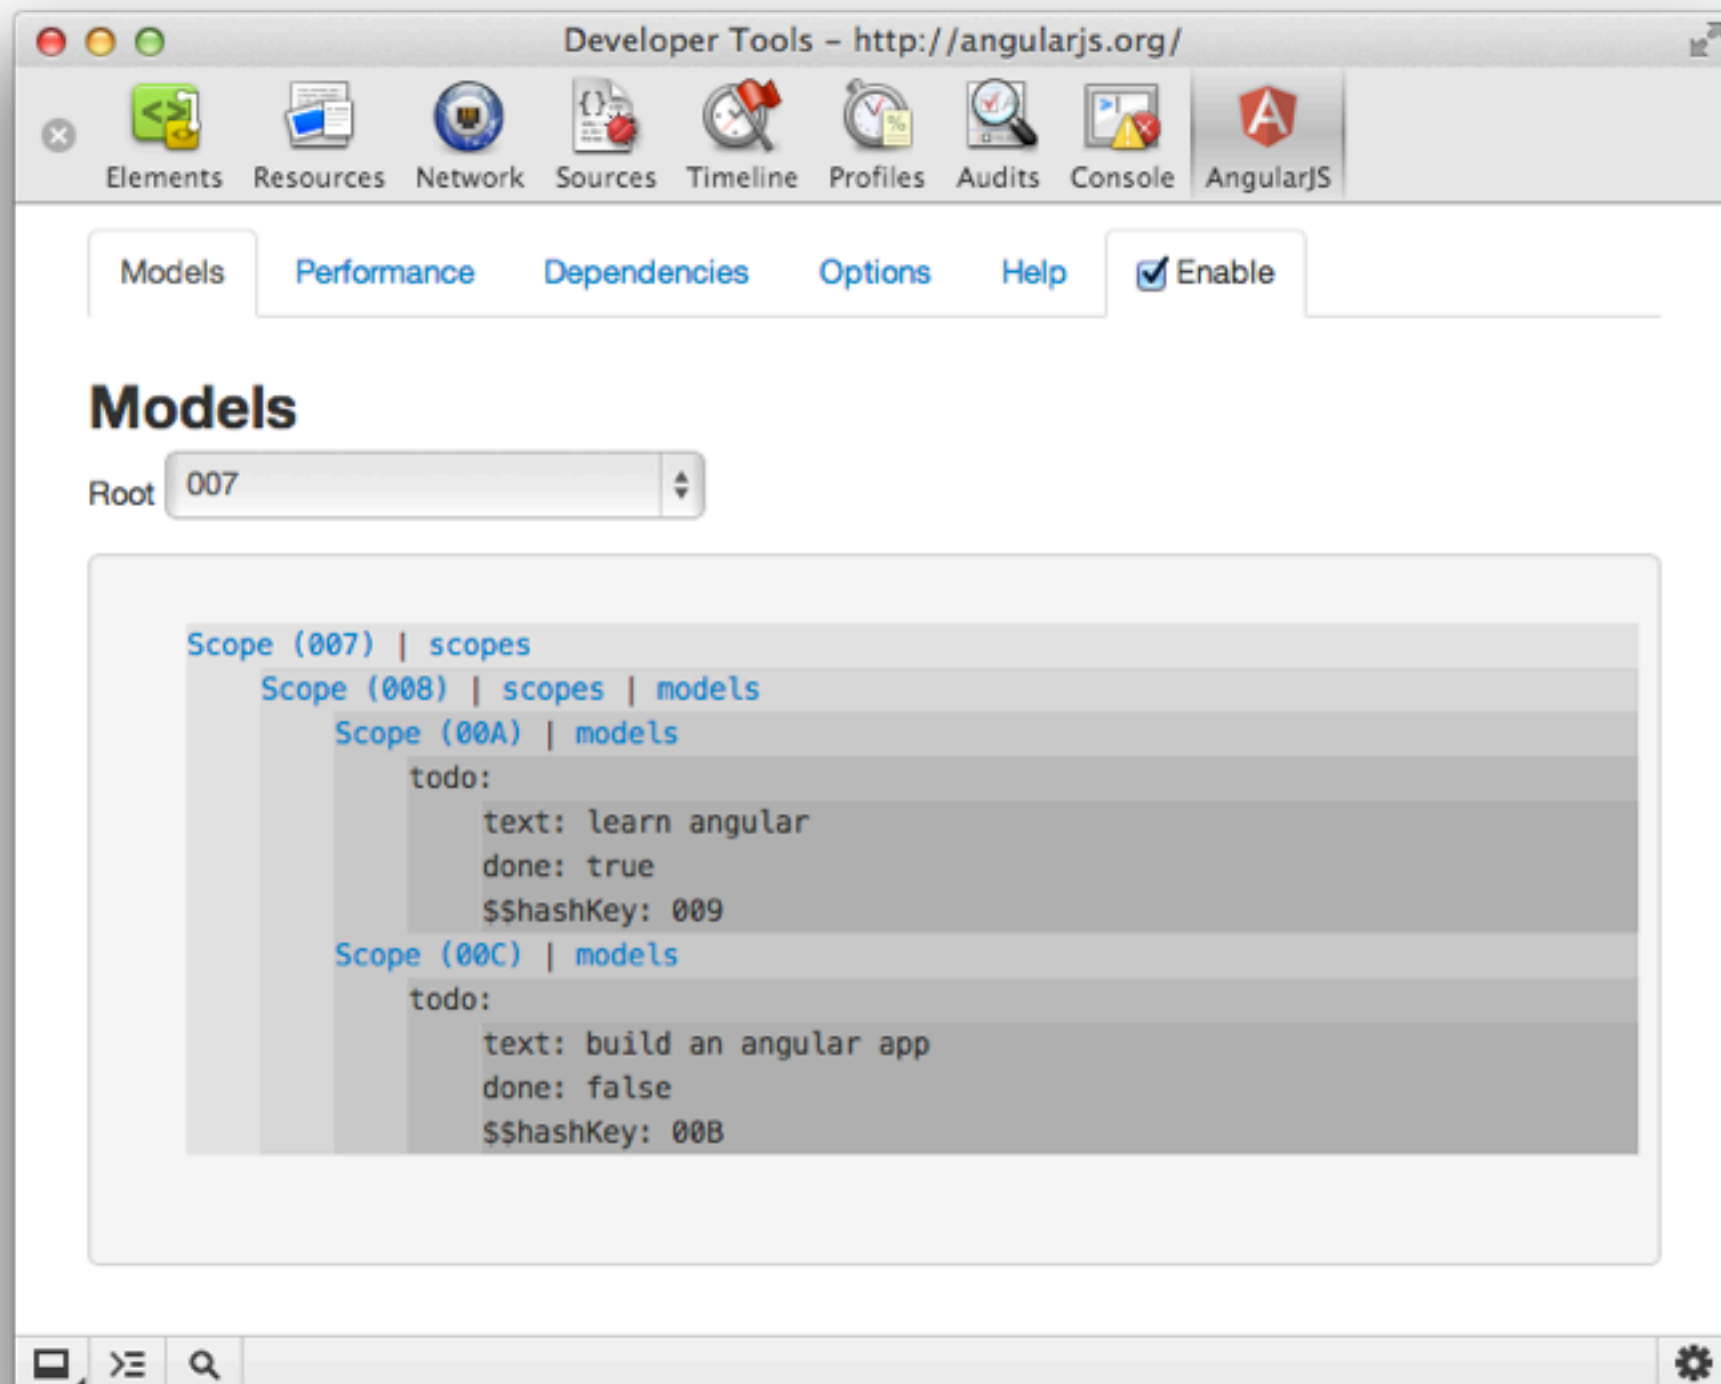 Developer Tools – http://angularjs.org/
Elements Resources Network Sources Timeline Profiles Audits Console AngularJS
Models Performance Dependencies Options Help Enable
Models
Root 007
Scope (007) | scopes
Scope (008) | scopes | models
Scope (00A) | models
todo:
text: learn angular
done: true
$$hashKey: 009
Scope (00C) | models
todo:
text: build an angular app
done: false
$$hashKey: 00B